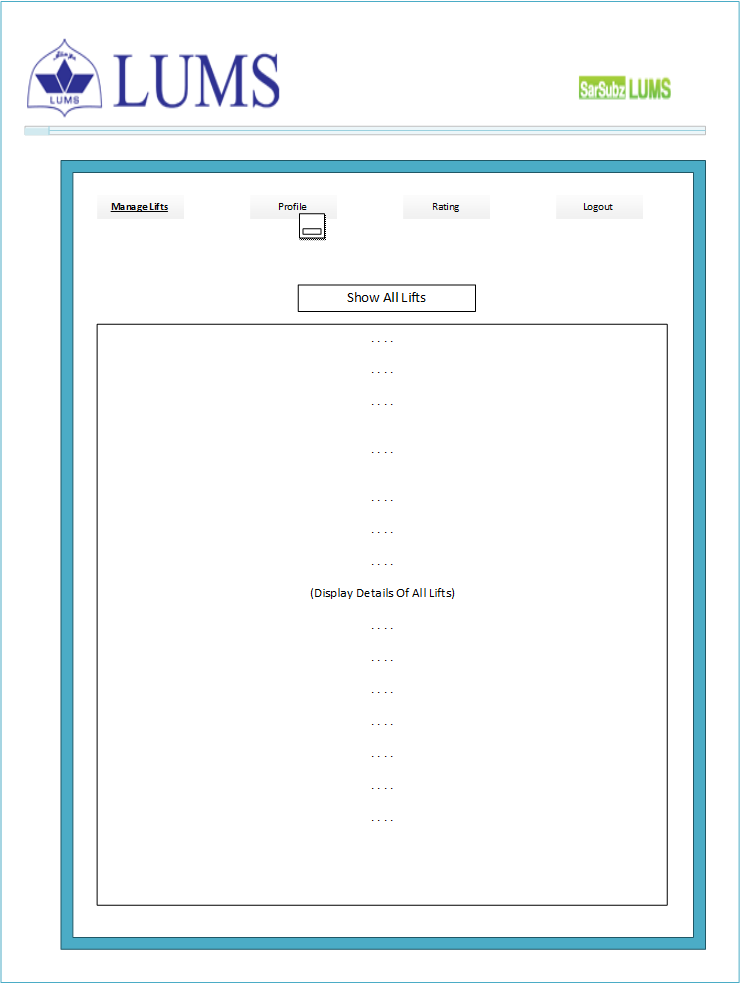 LUMS
LUMS
SarSubz LUMS
Manage Lifts
Profile
Rating
Logout
Show All Lifts
. . . .
. . . .
. . . .
. . . .
. . . .
. . . .
. . . .
(Display Details Of All Lifts)
. . . .
. . . .
. . . .
. . . .
. . . .
. . . .
. . . .